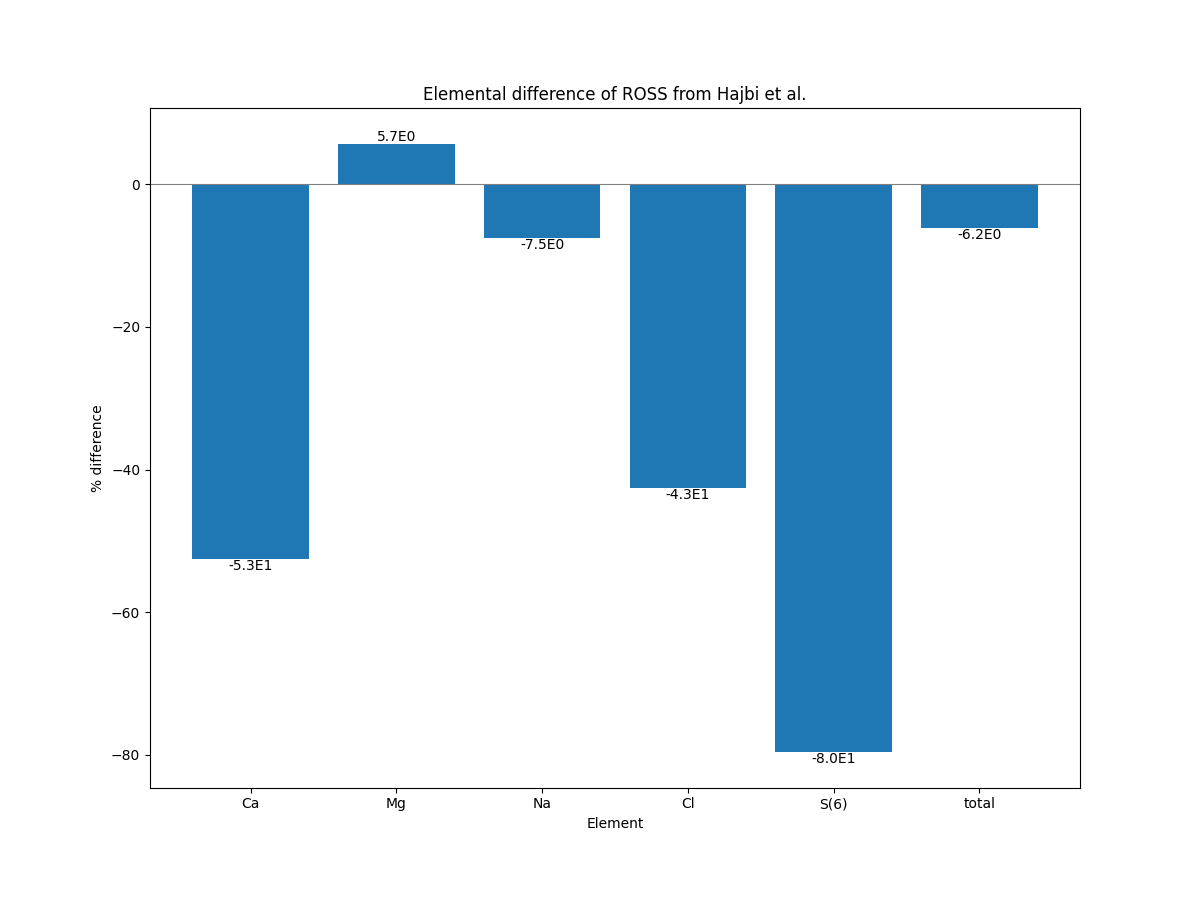 Elemental difference of ROSS from Hajbi et al.
5.7E0
0
-7.5E0
-6.2E0
−20
% difference
−40
-4.3E1
-5.3E1
−60
−80
-8.0E1
Ca Mg Na Cl S(6) total
Element